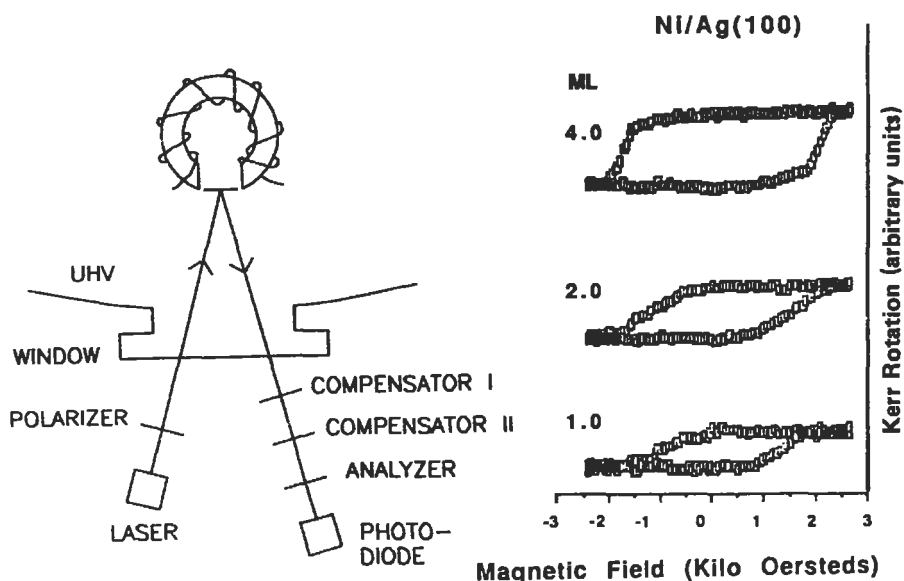 UHV
WINDOW
POLARIZER
LASER
COMPENSATOR I
COMPENSATOR II
ANALYZER
PHOTO-
DIODE
Ni/Ag(100)
ML
4.0
2.0
1.0
-3 -2 -1 0 1 2 3
Magnetic Field (Kilo Oersteds)
Kerr Rotation (arbitrary units)